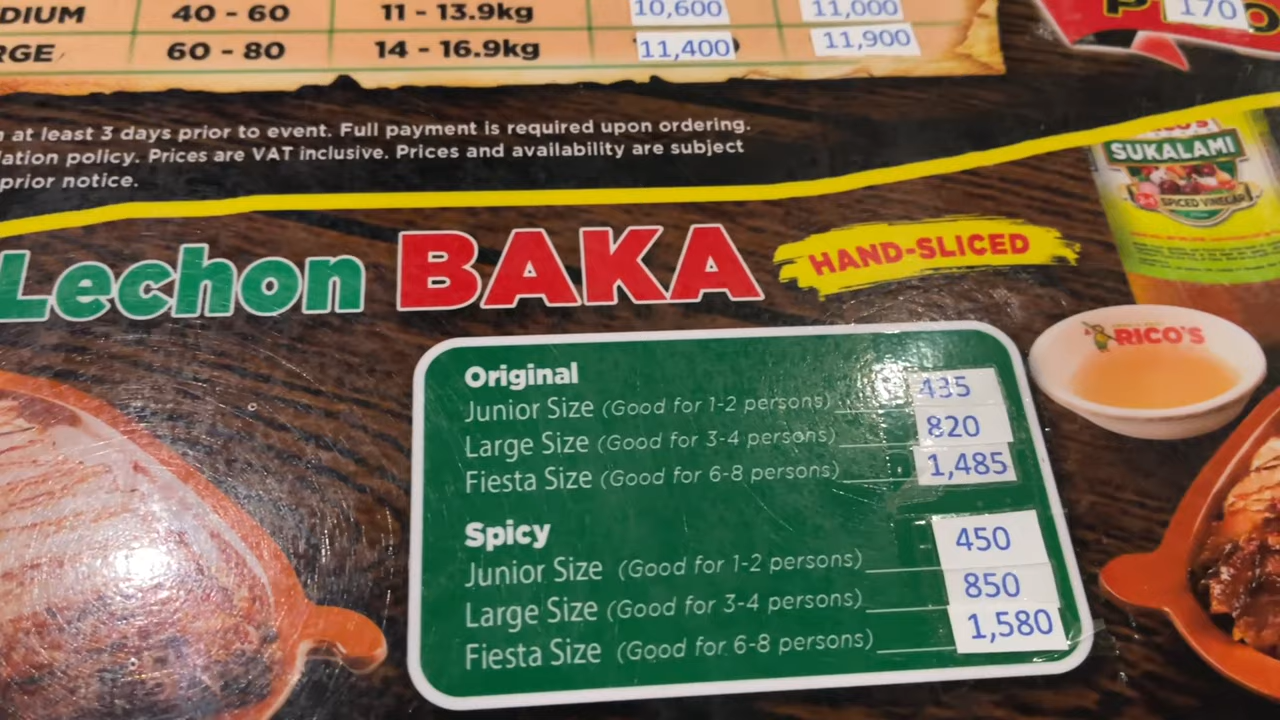 DIUM 40 - 60 11 - 13.9kg 10,600 11,000
RGE 60 - 80 14 - 16.9kg 11,400 11,900
170
at least 3 days prior to event. Full payment is required upon ordering.
policy. Prices are VAT inclusive. Prices and availability are subject
prior notice.
SUKALAMI
SPICED VINEGAR
Lechon BAKA HAND-SLICED
RICO'S
Original
Junior Size (Good for 1-2 persons) 435
Large Size (Good for 3-4 persons) 820
Fiesta Size (Good for 6-8 persons) 1,485
Spicy
Junior Size (Good for 1-2 persons) 450
Large Size (Good for 3-4 persons) 850
Fiesta Size (Good for 6-8 persons) 1,580